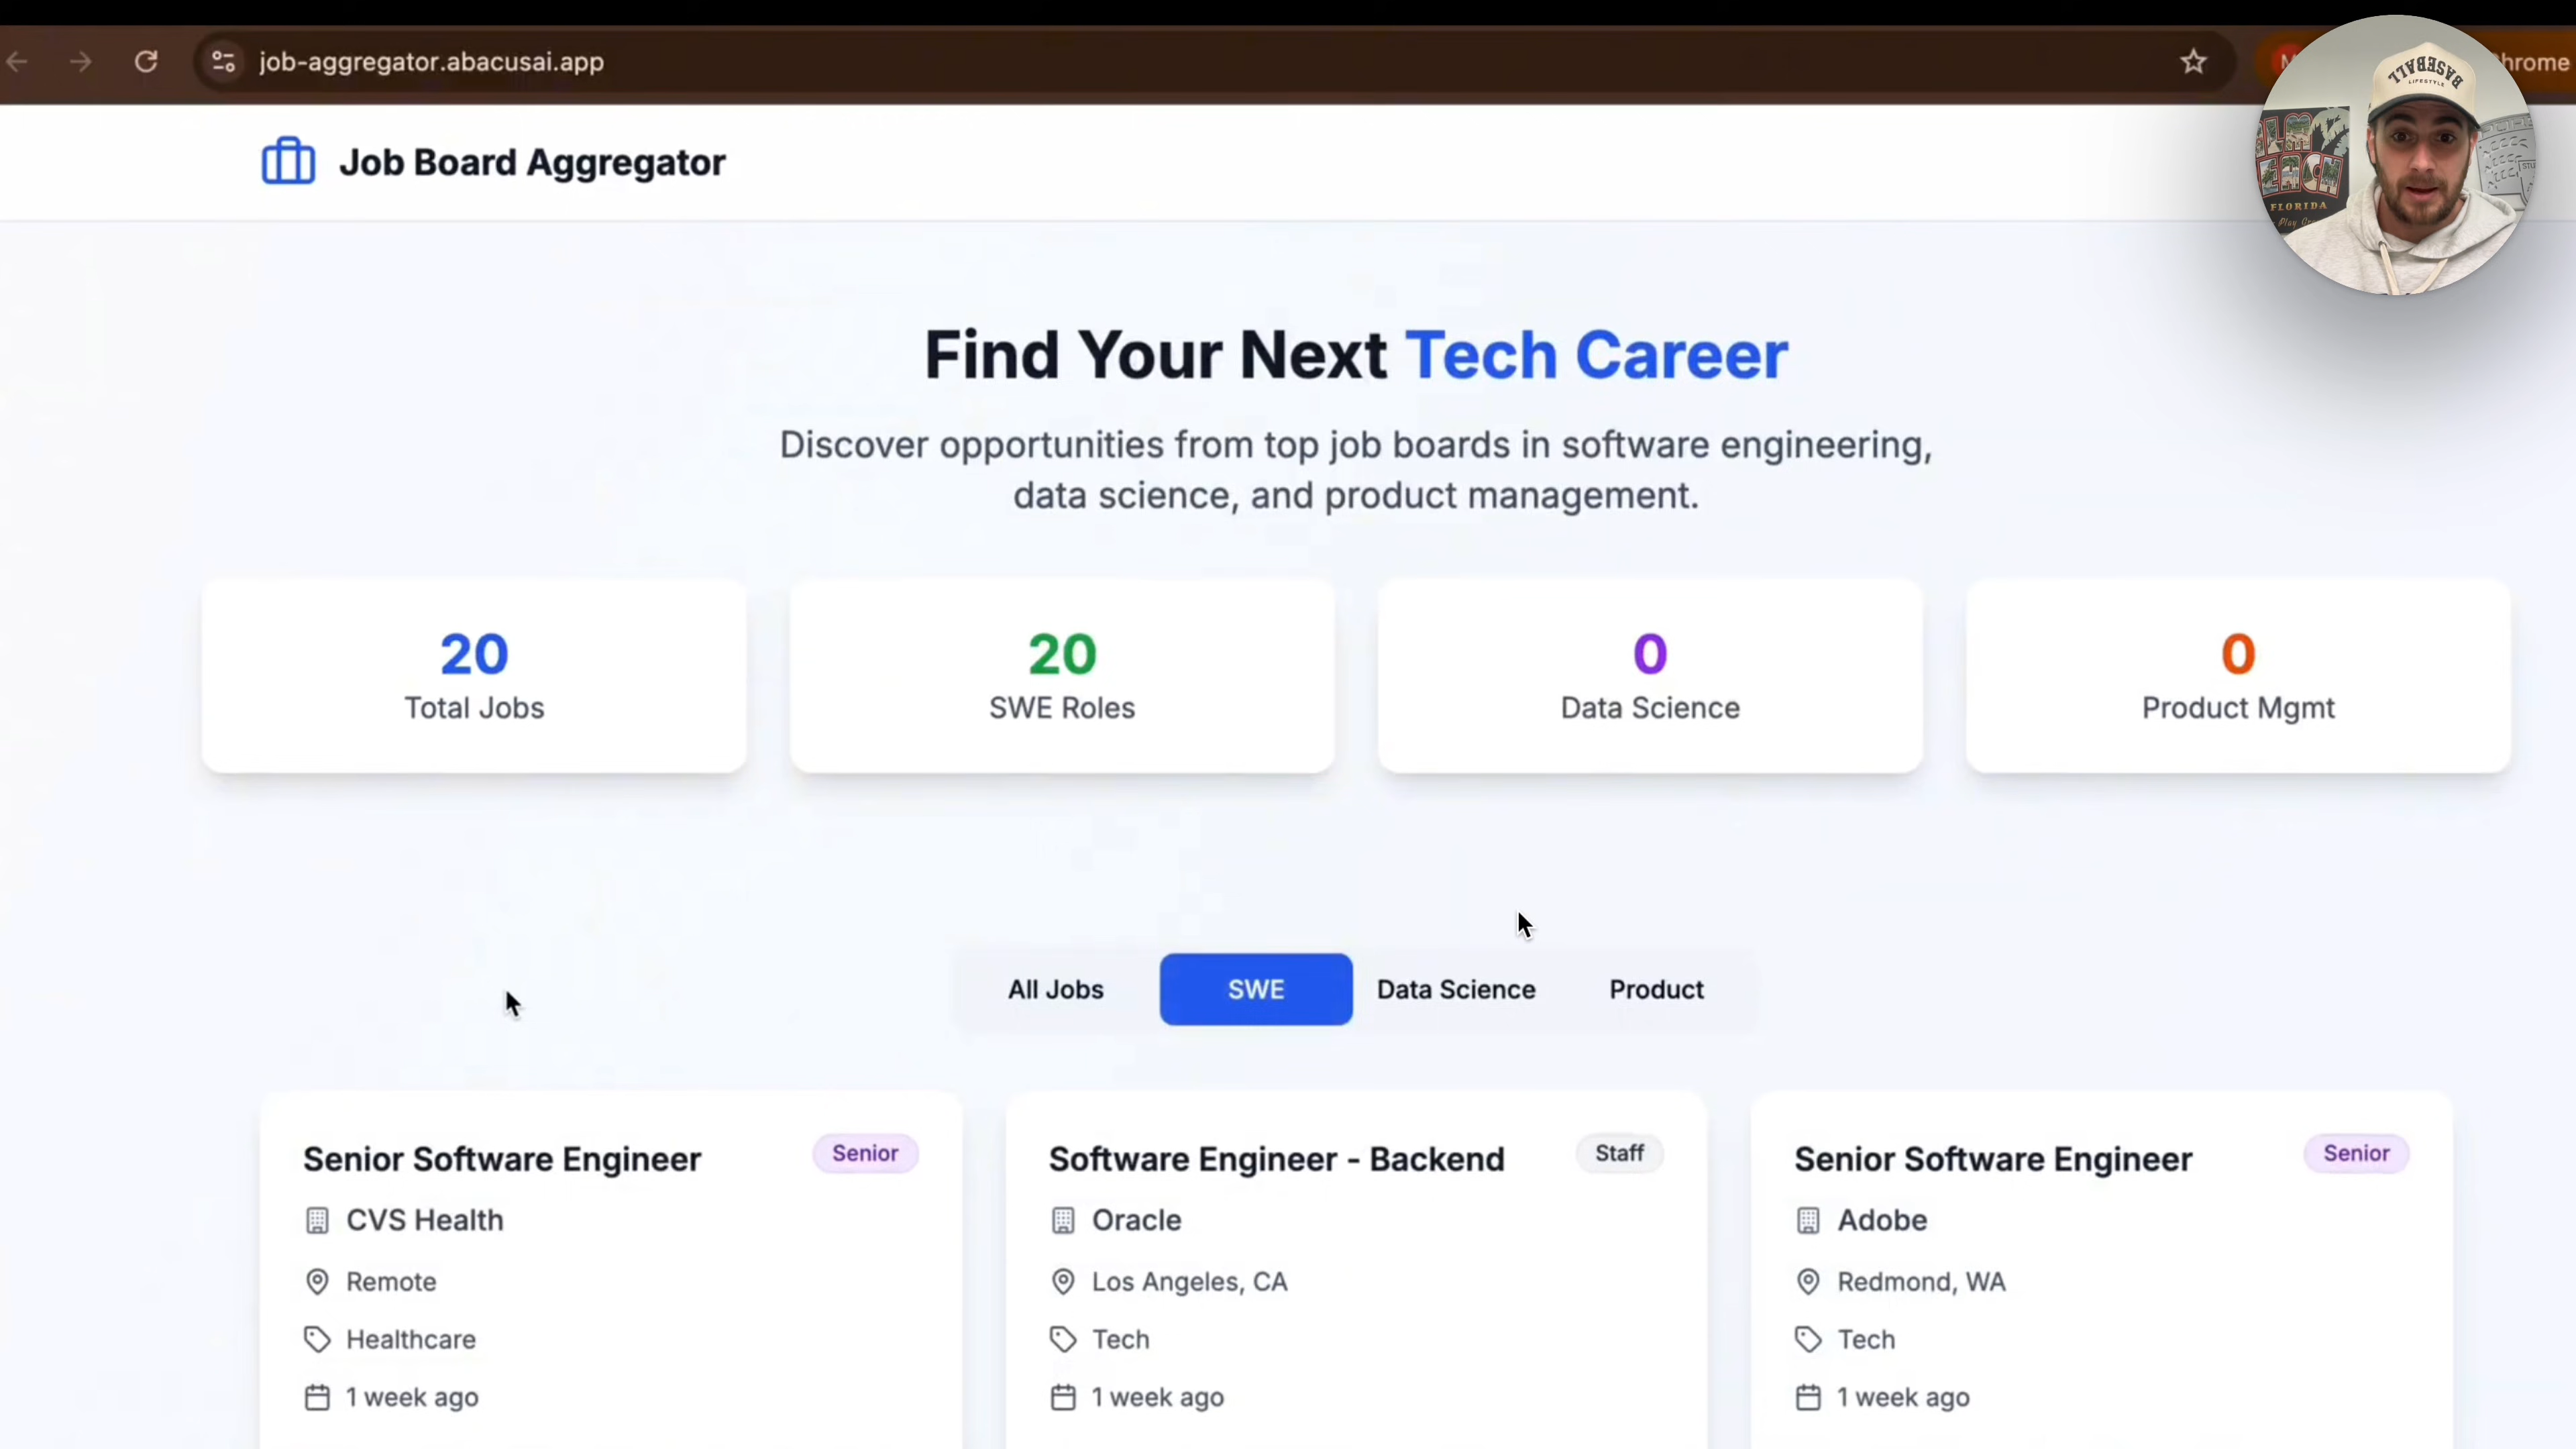 job-aggregator.abacusai.app
hrome
BASEBALL
LIFESTYLE
FLORIDA
Job Board Aggregator
Find Your Next Tech Career
Discover opportunities from top job boards in software engineering,
data science, and product management.
20
Total Jobs
20
SWE Roles
0
Data Science
0
Product Mgmt
All Jobs
SWE
Data Science
Product
Senior Software Engineer
Senior
CVS Health
Remote
Healthcare
1 week ago
Software Engineer - Backend
Staff
Oracle
Los Angeles, CA
Tech
1 week ago
Senior Software Engineer
Senior
Adobe
Redmond, WA
Tech
1 week ago